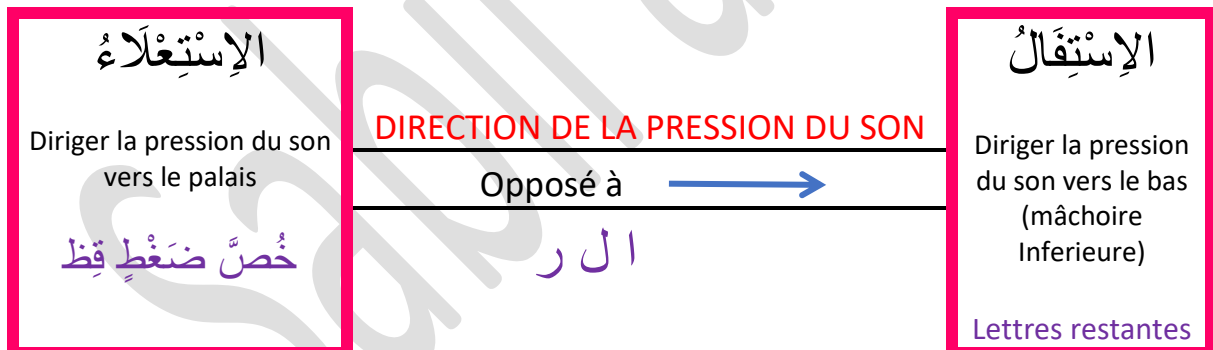 الاِسْتِعْلَاءُ
Diriger la pression du son
vers le palais
خُصَّ ضَغْطٍ قِظ
DIRECTION DE LA PRESSION DU SON
Opposé à
ا ل ر
الاِسْتِفَالُ
Diriger la pression
du son vers le bas
(mâchoire
Inferieure)
Lettres restantes